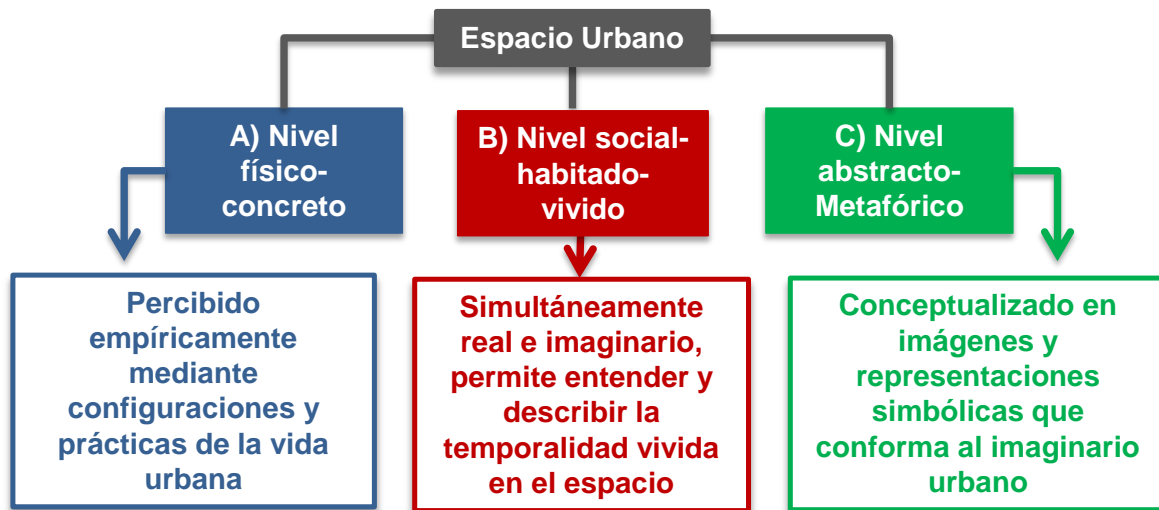 Espacio Urbano
A) Nivel
físico-
concreto
B) Nivel social-
habitado-
vivido
C) Nivel
abstracto-
Metafórico
Percibido
empíricamente
mediante
configuraciones y
prácticas de la vida
urbana
Simultáneamente
real e imaginario,
permite entender y
describir la
temporalidad vivida
en el espacio
Conceptualizado en
imágenes y
representaciones
simbólicas que
conforma al imaginario
urbano